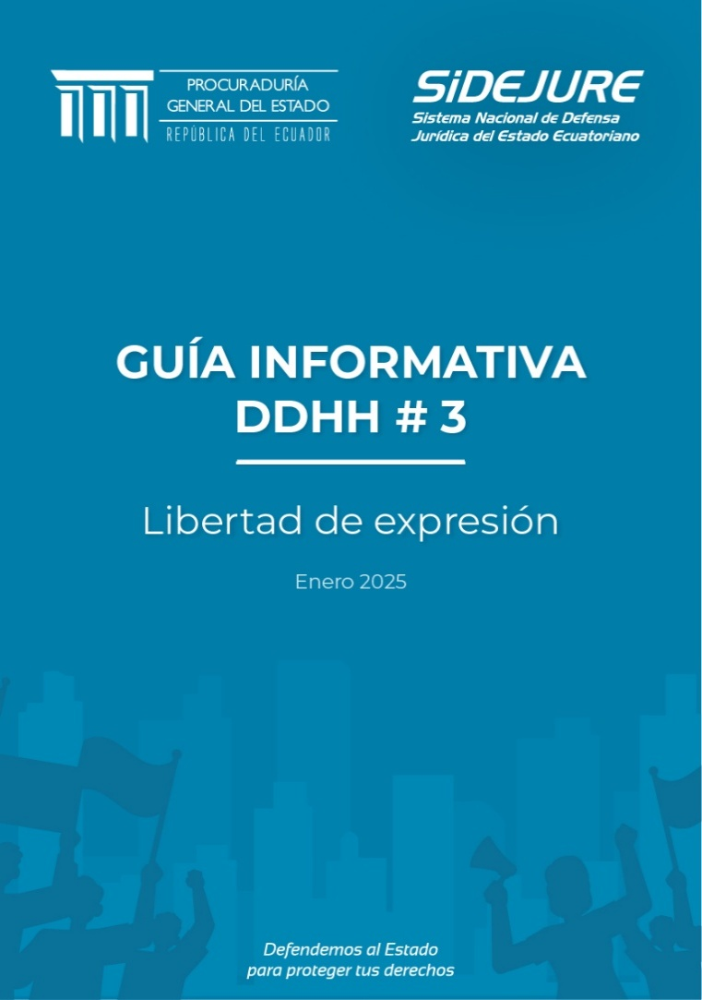 PROCURADURÍA
GENERAL DEL ESTADO
REPÚBLICA DEL ECUADOR
SiDEJURE
Sistema Nacional de Defensa
Jurídica del Estado Ecuatoriano
GUÍA INFORMATIVA
DDHH # 3
Libertad de expresión
Enero 2025
Defendemos al Estado
para proteger tus derechos